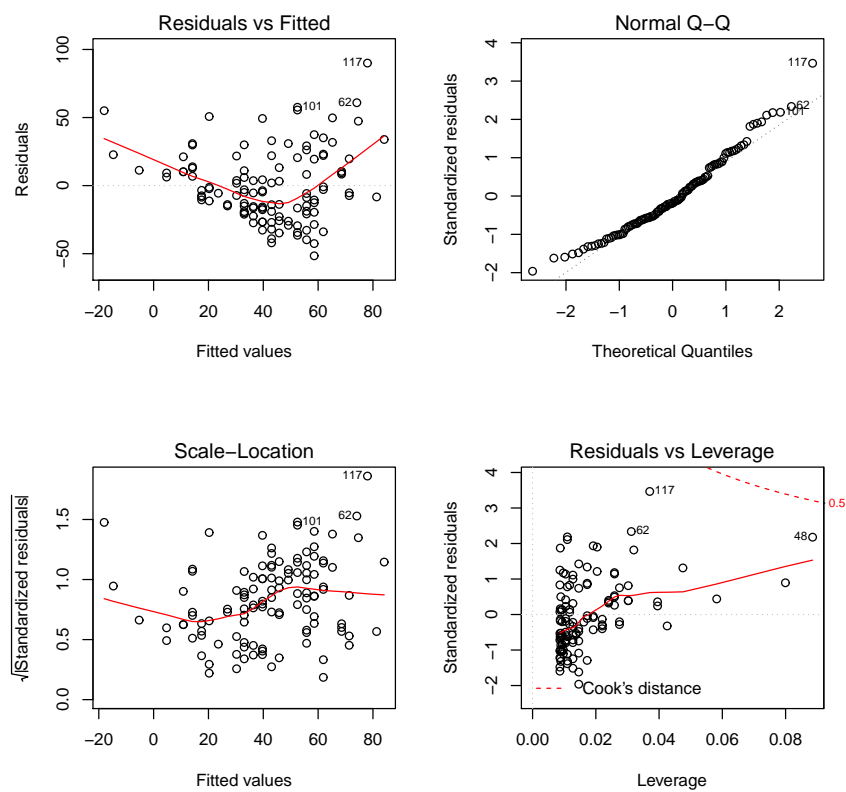 Residuals vs Fitted
Residuals
100
50
0
−50
−20 0 20 40 60 80
Fitted values
117
62
101
Normal Q−Q
Standardized residuals
4
3
2
1
0
−1
−2
−2 −1 0 1 2
Theoretical Quantiles
117
62
101
Scale−Location
√|Standardized residuals|
1.5
1.0
0.5
0.0
−20 0 20 40 60 80
Fitted values
117
62
101
Residuals vs Leverage
Standardized residuals
4
3
2
1
0
−1
−2
0.00 0.02 0.04 0.06 0.08
Leverage
117
62
48
0.5
Cook's distance